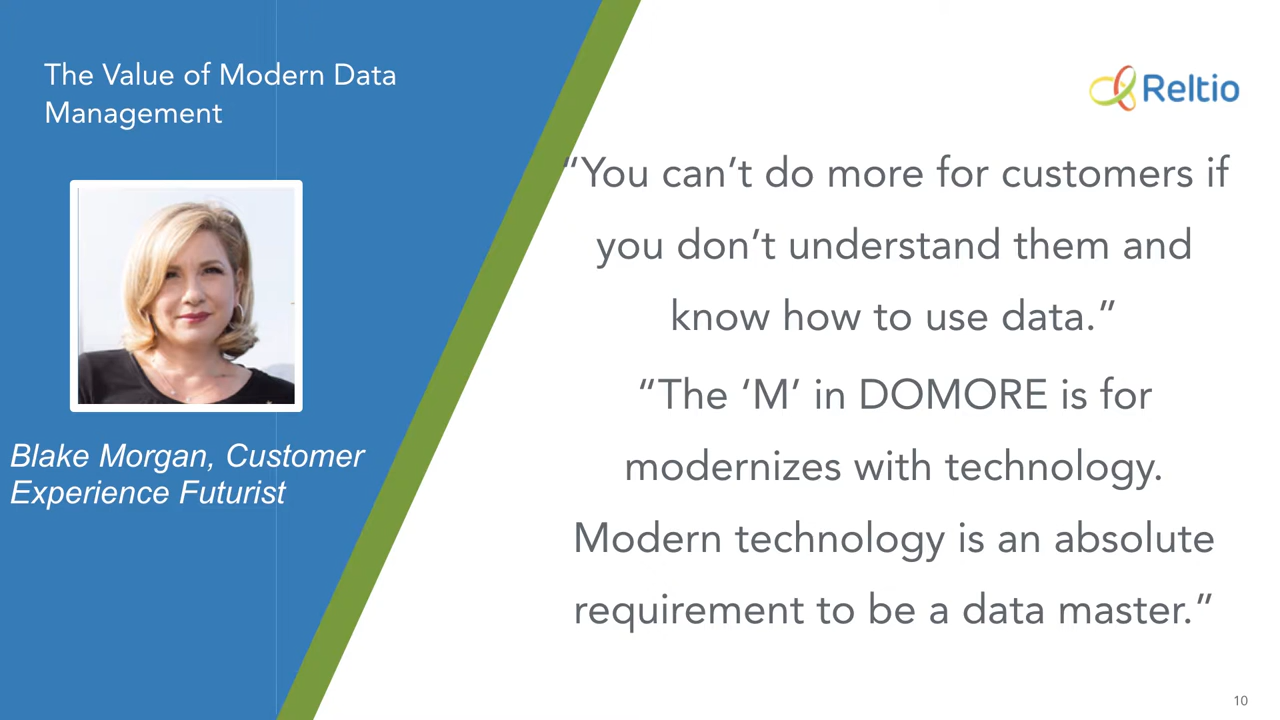 The Value of Modern Data
Management
Reltio
“You can’t do more for customers if
you don’t understand them and
know how to use data.”
“The ‘M’ in DOMORE is for
modernizes with technology.
Modern technology is an absolute
requirement to be a data master.”
Blake Morgan, Customer
Experience Futurist
10